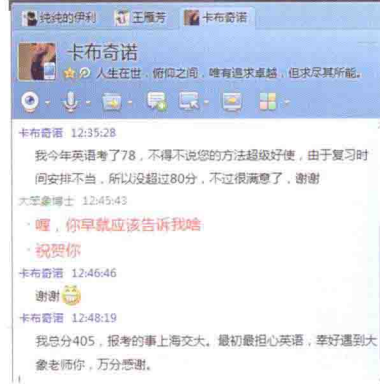 纯纯的伊利 王雁芳 卡布奇诺
卡布奇诺
人生在世，俯仰之间，唯有追求卓越，但求尽其所能。
卡布奇诺 12:35:28
我今年英语考了78，不得不说您的方法超级好使，由于复习时
间安排不当，所以没超过80分，不过很满意了，谢谢
大笨象博士 12:45:43
喔，你早就应该告诉我啥
祝贺你
卡布奇诺 12:46:46
谢谢
卡布奇诺 12:48:19
我总分405，报考的事上海交大。最初最担心英语，幸好遇到大
象老师你，万分感谢。